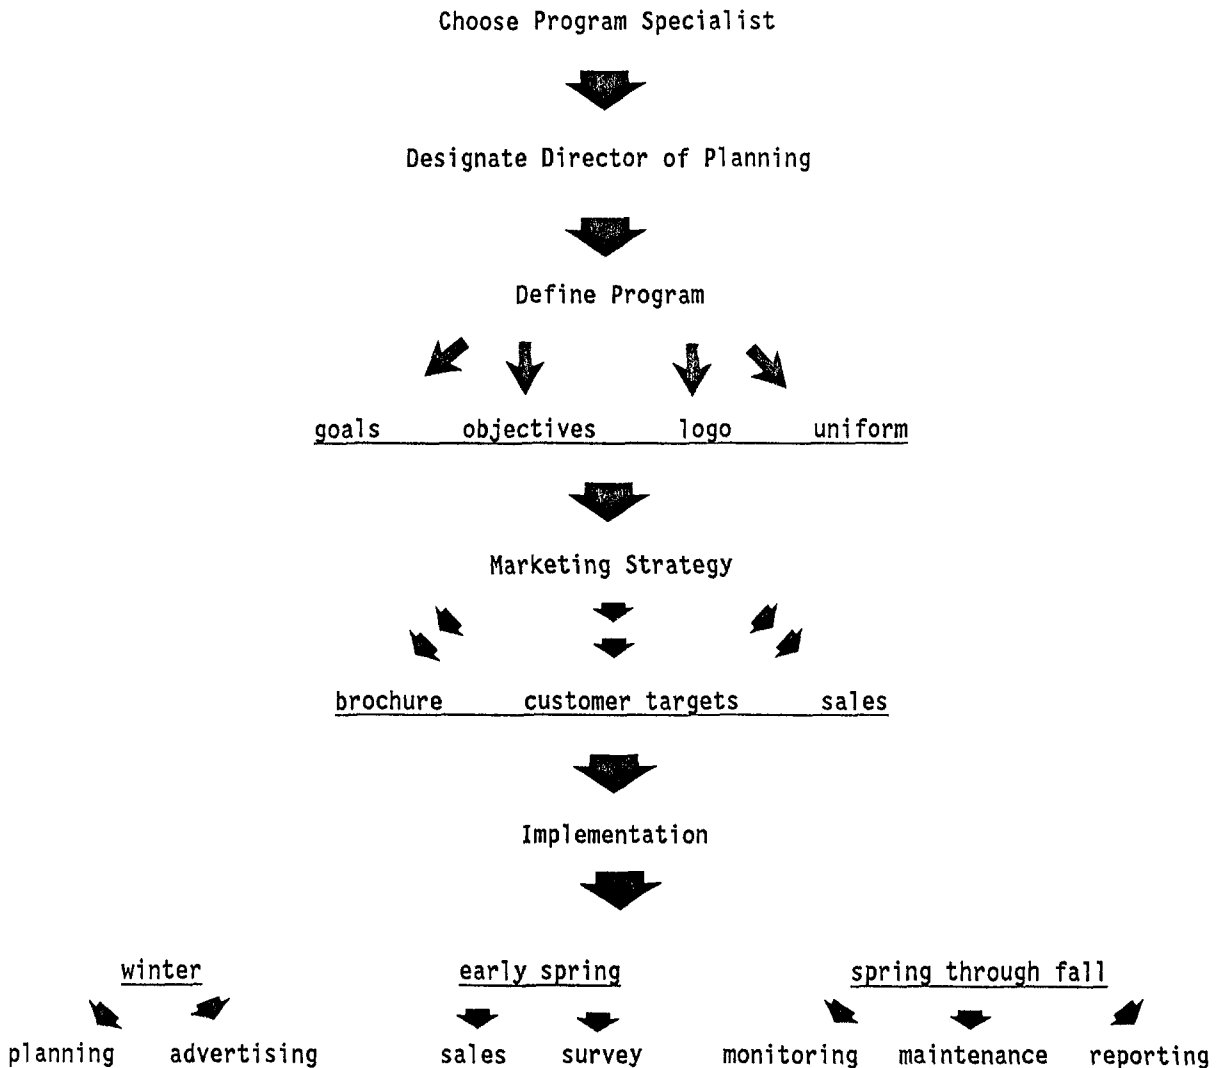 Choose Program Specialist
Designate Director of Planning
Define Program
goals objectives logo uniform
Marketing Strategy
brochure customer targets sales
Implementation
winter early spring spring through fall
planning advertising sales survey monitoring maintenance reporting